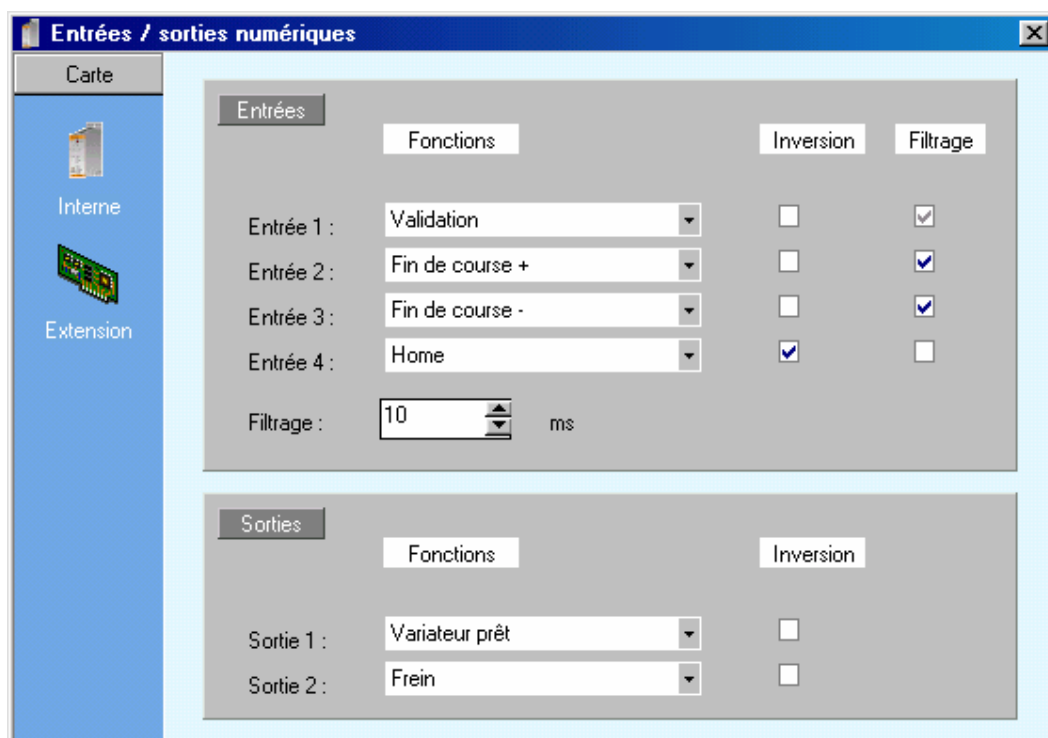 Entrées / sorties numériques
Carte
Interne
Extension
Entrées
Fonctions Inversion Filtrage
Entrée 1 : Validation
Entrée 2 : Fin de course +
Entrée 3 : Fin de course -
Entrée 4 : Home
Filtrage : 10 ms
Sorties
Fonctions Inversion
Sortie 1 : Variateur prêt
Sortie 2 : Frein